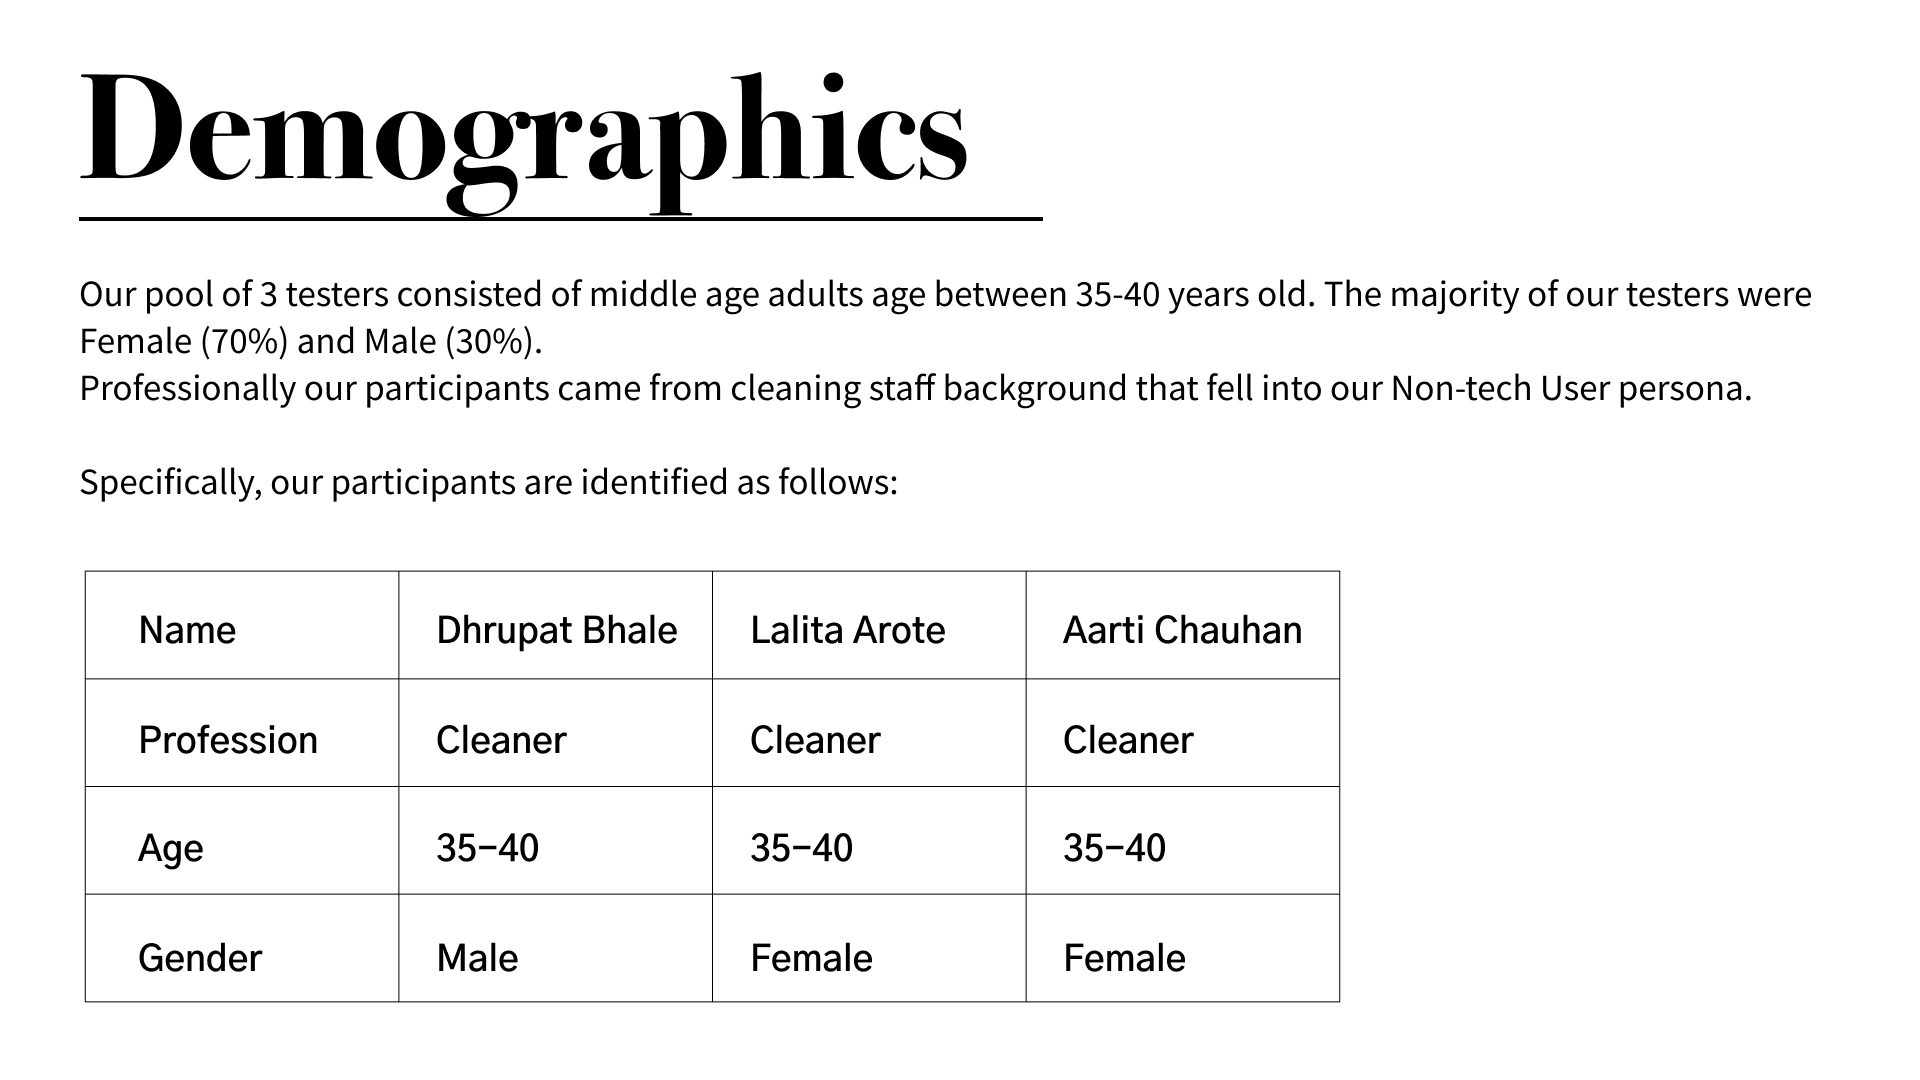 Demographics
Our pool of 3 testers consisted of middle age adults age between 35-40 years old. The majority of our testers were
Female (70%) and Male (30%).
Professionally our participants came from cleaning staff background that fell into our Non-tech User persona.
Specifically, our participants are identified as follows:
Name Dhrupat Bhale Lalita Arote Aarti Chauhan
Profession Cleaner Cleaner Cleaner
Age 35–40 35–40 35–40
Gender Male Female Female